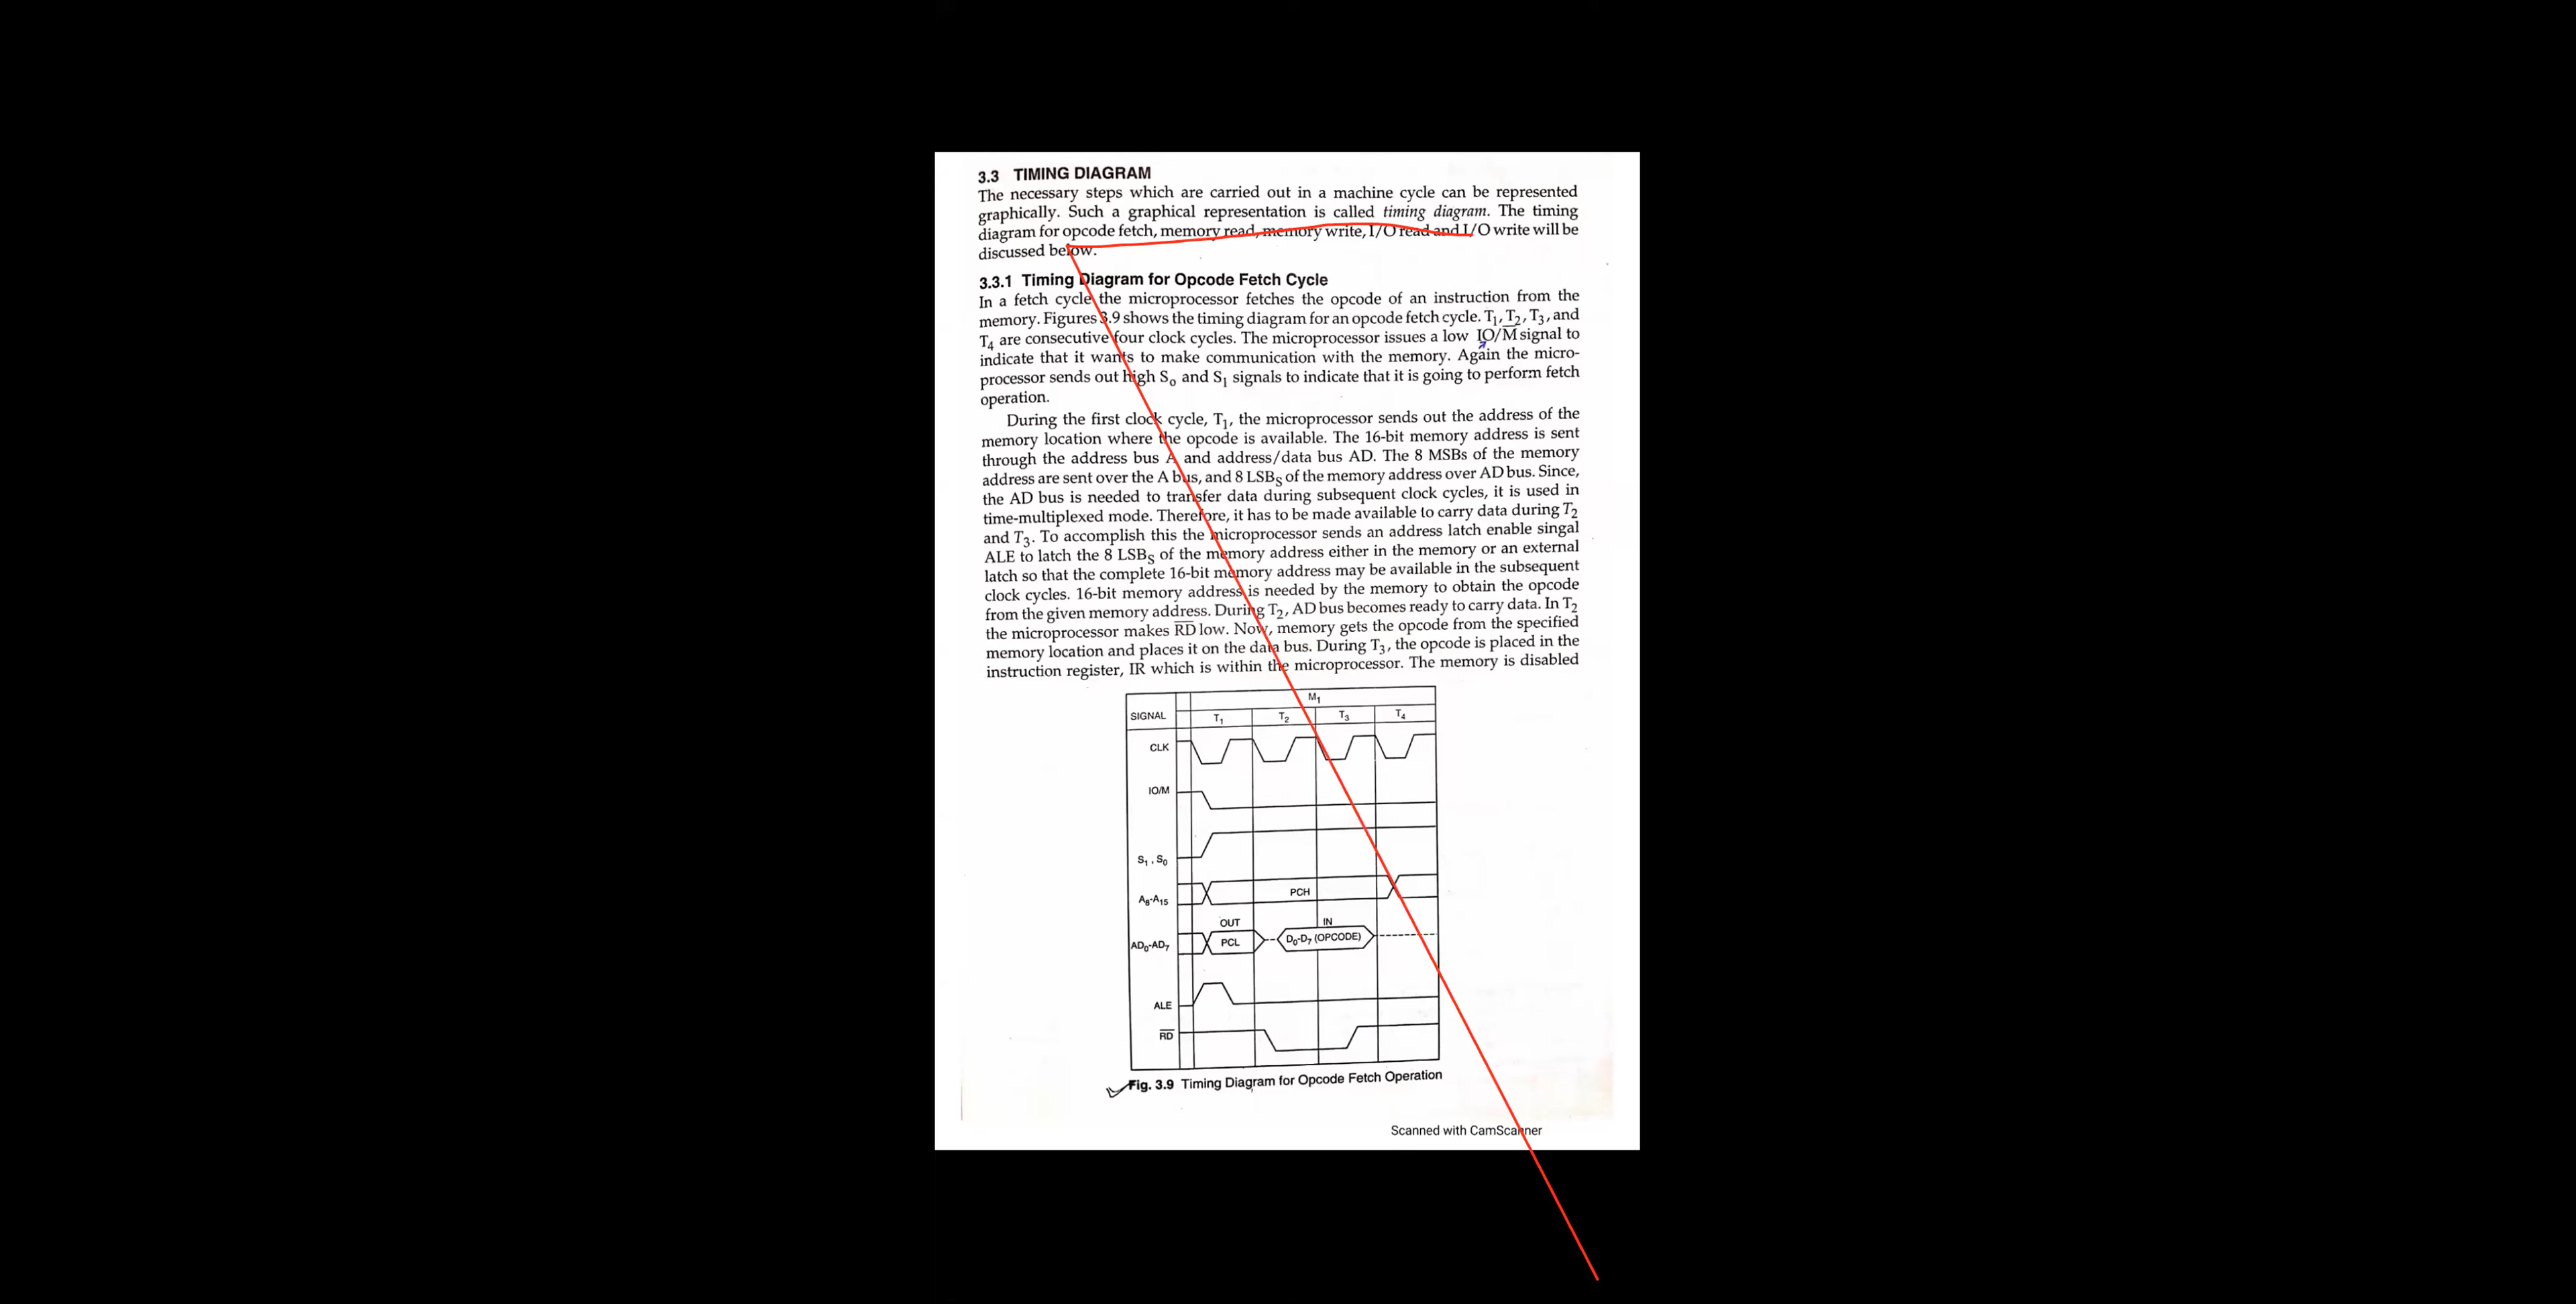 3.3 TIMING DIAGRAM
The necessary steps which are carried out in a machine cycle can be represented
graphically. Such a graphical representation is called timing diagram. The timing
diagram for opcode fetch, memory read, memory write, I/O read and I/O write will be
discussed below.
3.3.1 Timing Diagram for Opcode Fetch Cycle
In a fetch cycle the microprocessor fetches the opcode of an instruction from the
memory. Figures 3.9 shows the timing diagram for an opcode fetch cycle. T₁, T₂, T₃, and
T₄ are consecutive four clock cycles. The microprocessor issues a low IO/M̅ signal to
indicate that it wants to make communication with the memory. Again the micro-
processor sends out high S₀ and S₁ signals to indicate that it is going to perform fetch
operation.
During the first clock cycle, T₁, the microprocessor sends out the address of the
memory location where the opcode is available. The 16-bit memory address is sent
through the address bus A and address/data bus AD. The 8 MSBs of the memory
address are sent over the A bus, and 8 LSBS of the memory address over AD bus. Since,
the AD bus is needed to transfer data during subsequent clock cycles, it is used in
time-multiplexed mode. Therefore, it has to be made available to carry data during T₂
and T₃. To accomplish this the microprocessor sends an address latch enable singal
ALE to latch the 8 LSBS of the memory address either in the memory or an external
latch so that the complete 16-bit memory address may be available in the subsequent
clock cycles. 16-bit memory address is needed by the memory to obtain the opcode
from the given memory address. During T₂, AD bus becomes ready to carry data. In T₂
the microprocessor makes R̅D̅ low. Now, memory gets the opcode from the specified
memory location and places it on the data bus. During T₃, the opcode is placed in the
instruction register, IR which is within the microprocessor. The memory is disabled
M₁
SIGNAL T₁ T₂ T₃ T₄
CLK
IO/M
S₁, S₀
A₈-A₁₅ PCH
OUT IN
AD₀-AD₇ PCL D₀-D₇ (OPCODE)
ALE
R̅D̅
Fig. 3.9 Timing Diagram for Opcode Fetch Operation
Scanned with CamScanner